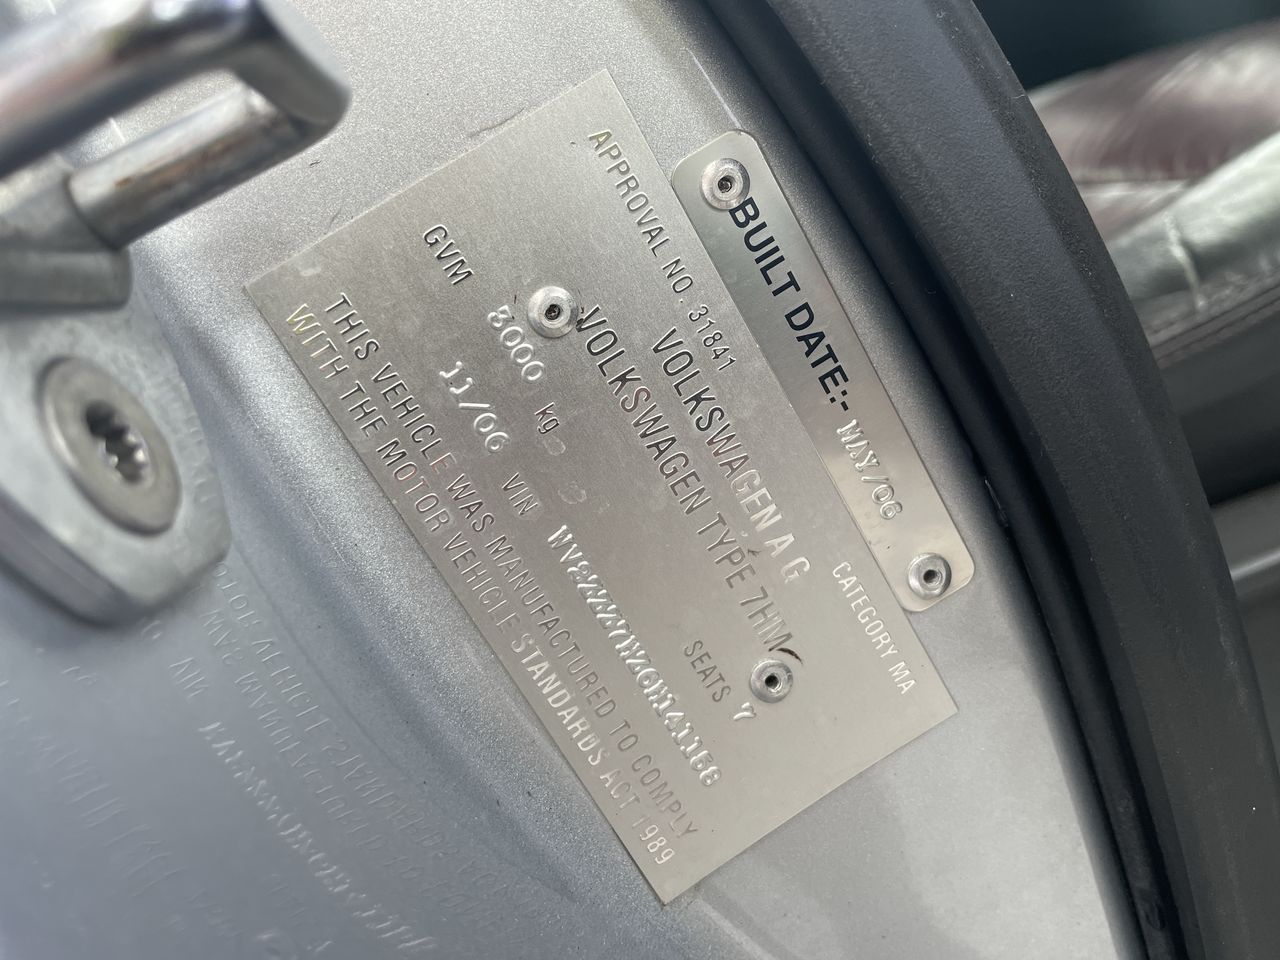 BUILT DATE:- MAY/06
APPROVAL NO. 31841 CATEGORY MA
VOLKSWAGEN A G
VOLKSWAGEN TYPE 7HM
GVM 3000 kg SEATS 7
11/06 VIN WV2ZZZ7HZ6H141158
THIS VEHICLE WAS MANUFACTURED TO COMPLY
WITH THE MOTOR VEHICLE STANDARDS ACT 1989